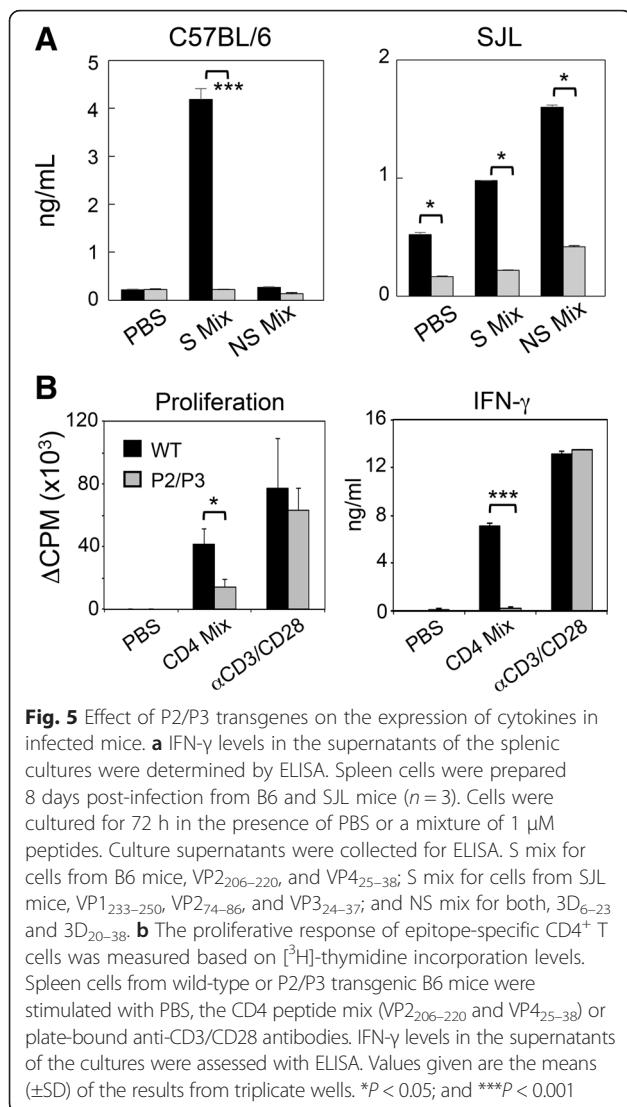 A
C57BL/6
SJL
ng/mL
5
4
3
2
1
0
***
PBS
S Mix
NS Mix
2
1
0
*
*
*
PBS
S Mix
NS Mix
B
Proliferation
IFN-γ
ΔCPM (x10³)
120
80
40
0
WT
P2/P3
*
PBS
CD4 Mix
αCD3/CD28
ng/ml
16
12
8
4
0
***
PBS
CD4 Mix
αCD3/CD28
Fig. 5 Effect of P2/P3 transgenes on the expression of cytokines in
infected mice. a IFN-γ levels in the supernatants of the splenic
cultures were determined by ELISA. Spleen cells were prepared
8 days post-infection from B6 and SJL mice (n = 3). Cells were
cultured for 72 h in the presence of PBS or a mixture of 1 μM
peptides. Culture supernatants were collected for ELISA. S mix for
cells from B6 mice, VP2₂₀₆₋₂₂₀, and VP4₂₅₋₃₈; S mix for cells from SJL
mice, VP1₂₃₃₋₂₅₀, VP2₇₄₋₈₆, and VP3₂₄₋₃₇; and NS mix for both, 3D₆₋₂₃
and 3D₂₀₋₃₈. b The proliferative response of epitope-specific CD4⁺ T
cells was measured based on [³H]-thymidine incorporation levels.
Spleen cells from wild-type or P2/P3 transgenic B6 mice were
stimulated with PBS, the CD4 peptide mix (VP2₂₀₆₋₂₂₀ and VP4₂₅₋₃₈) or
plate-bound anti-CD3/CD28 antibodies. IFN-γ levels in the supernatants
of the cultures were assessed with ELISA. Values given are the means
(±SD) of the results from triplicate wells. *P < 0.05; and ***P < 0.001